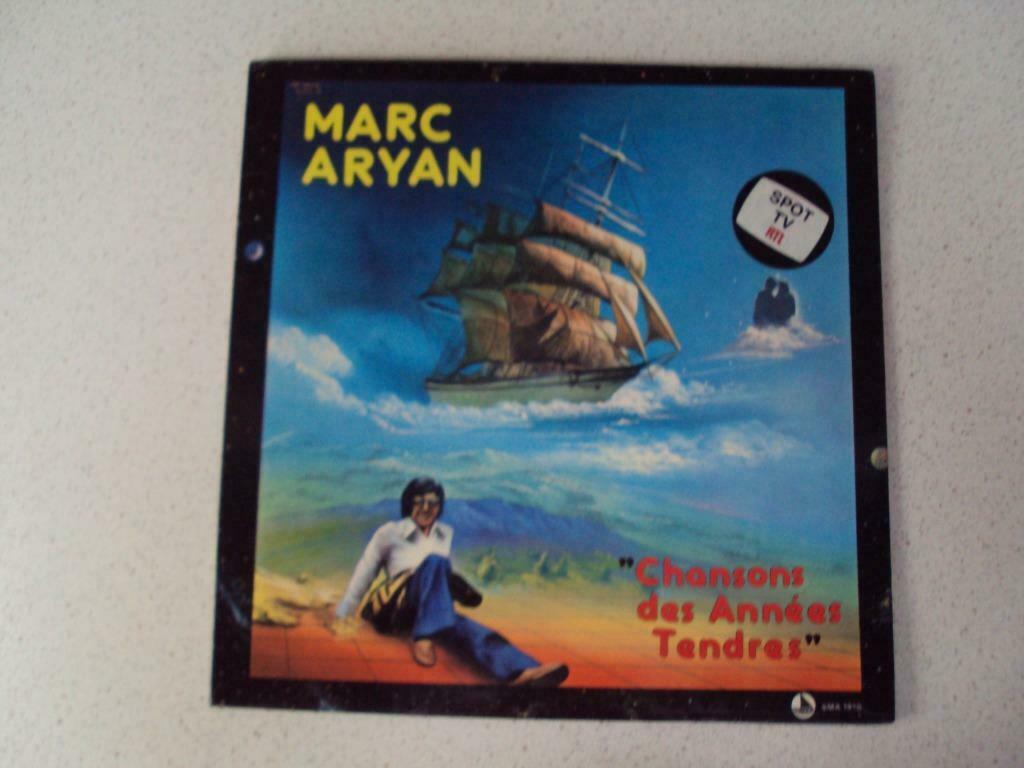 MARC
ARYAN
SPOT
TV
RTL
"Chansons
des Années
Tendres"